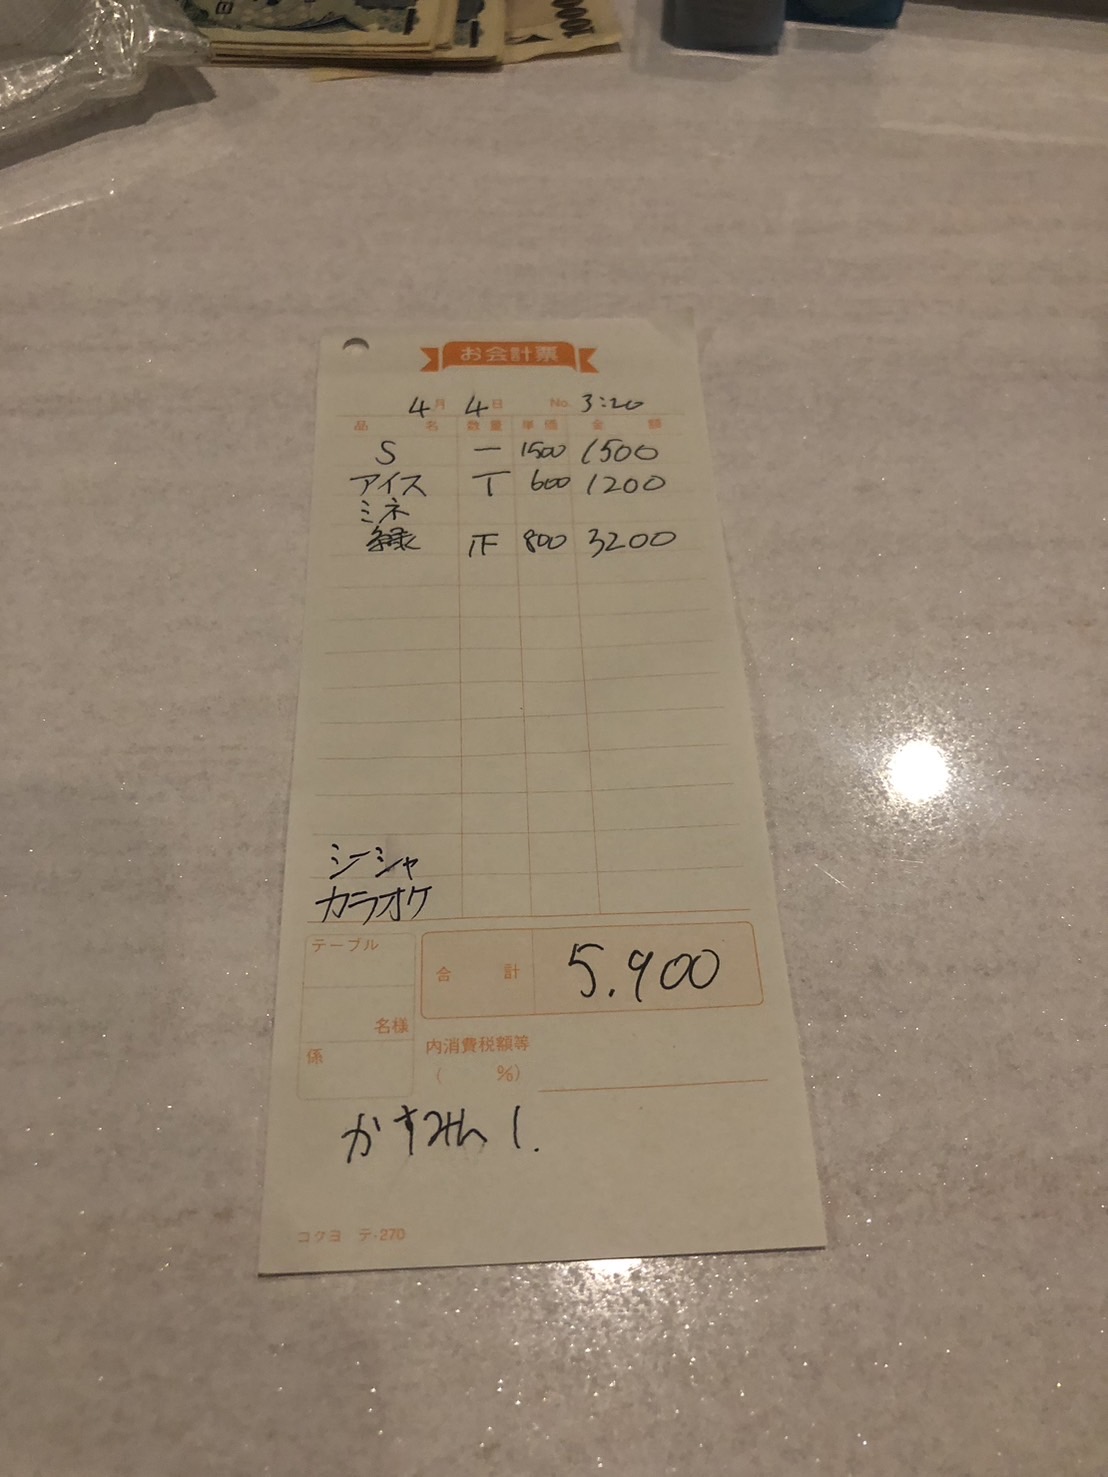 お会計票
4月 4日 No. 3:20
品名 数量 単価 金額
S 一 1500 1500
アイス T 600 1200
ミネ
緑 正 800 3200
シーシャ
カラオケ
テーブル
合計 5.900
名様
係
内消費税額等
( %)
かすみん 1.
コクヨ テ-270